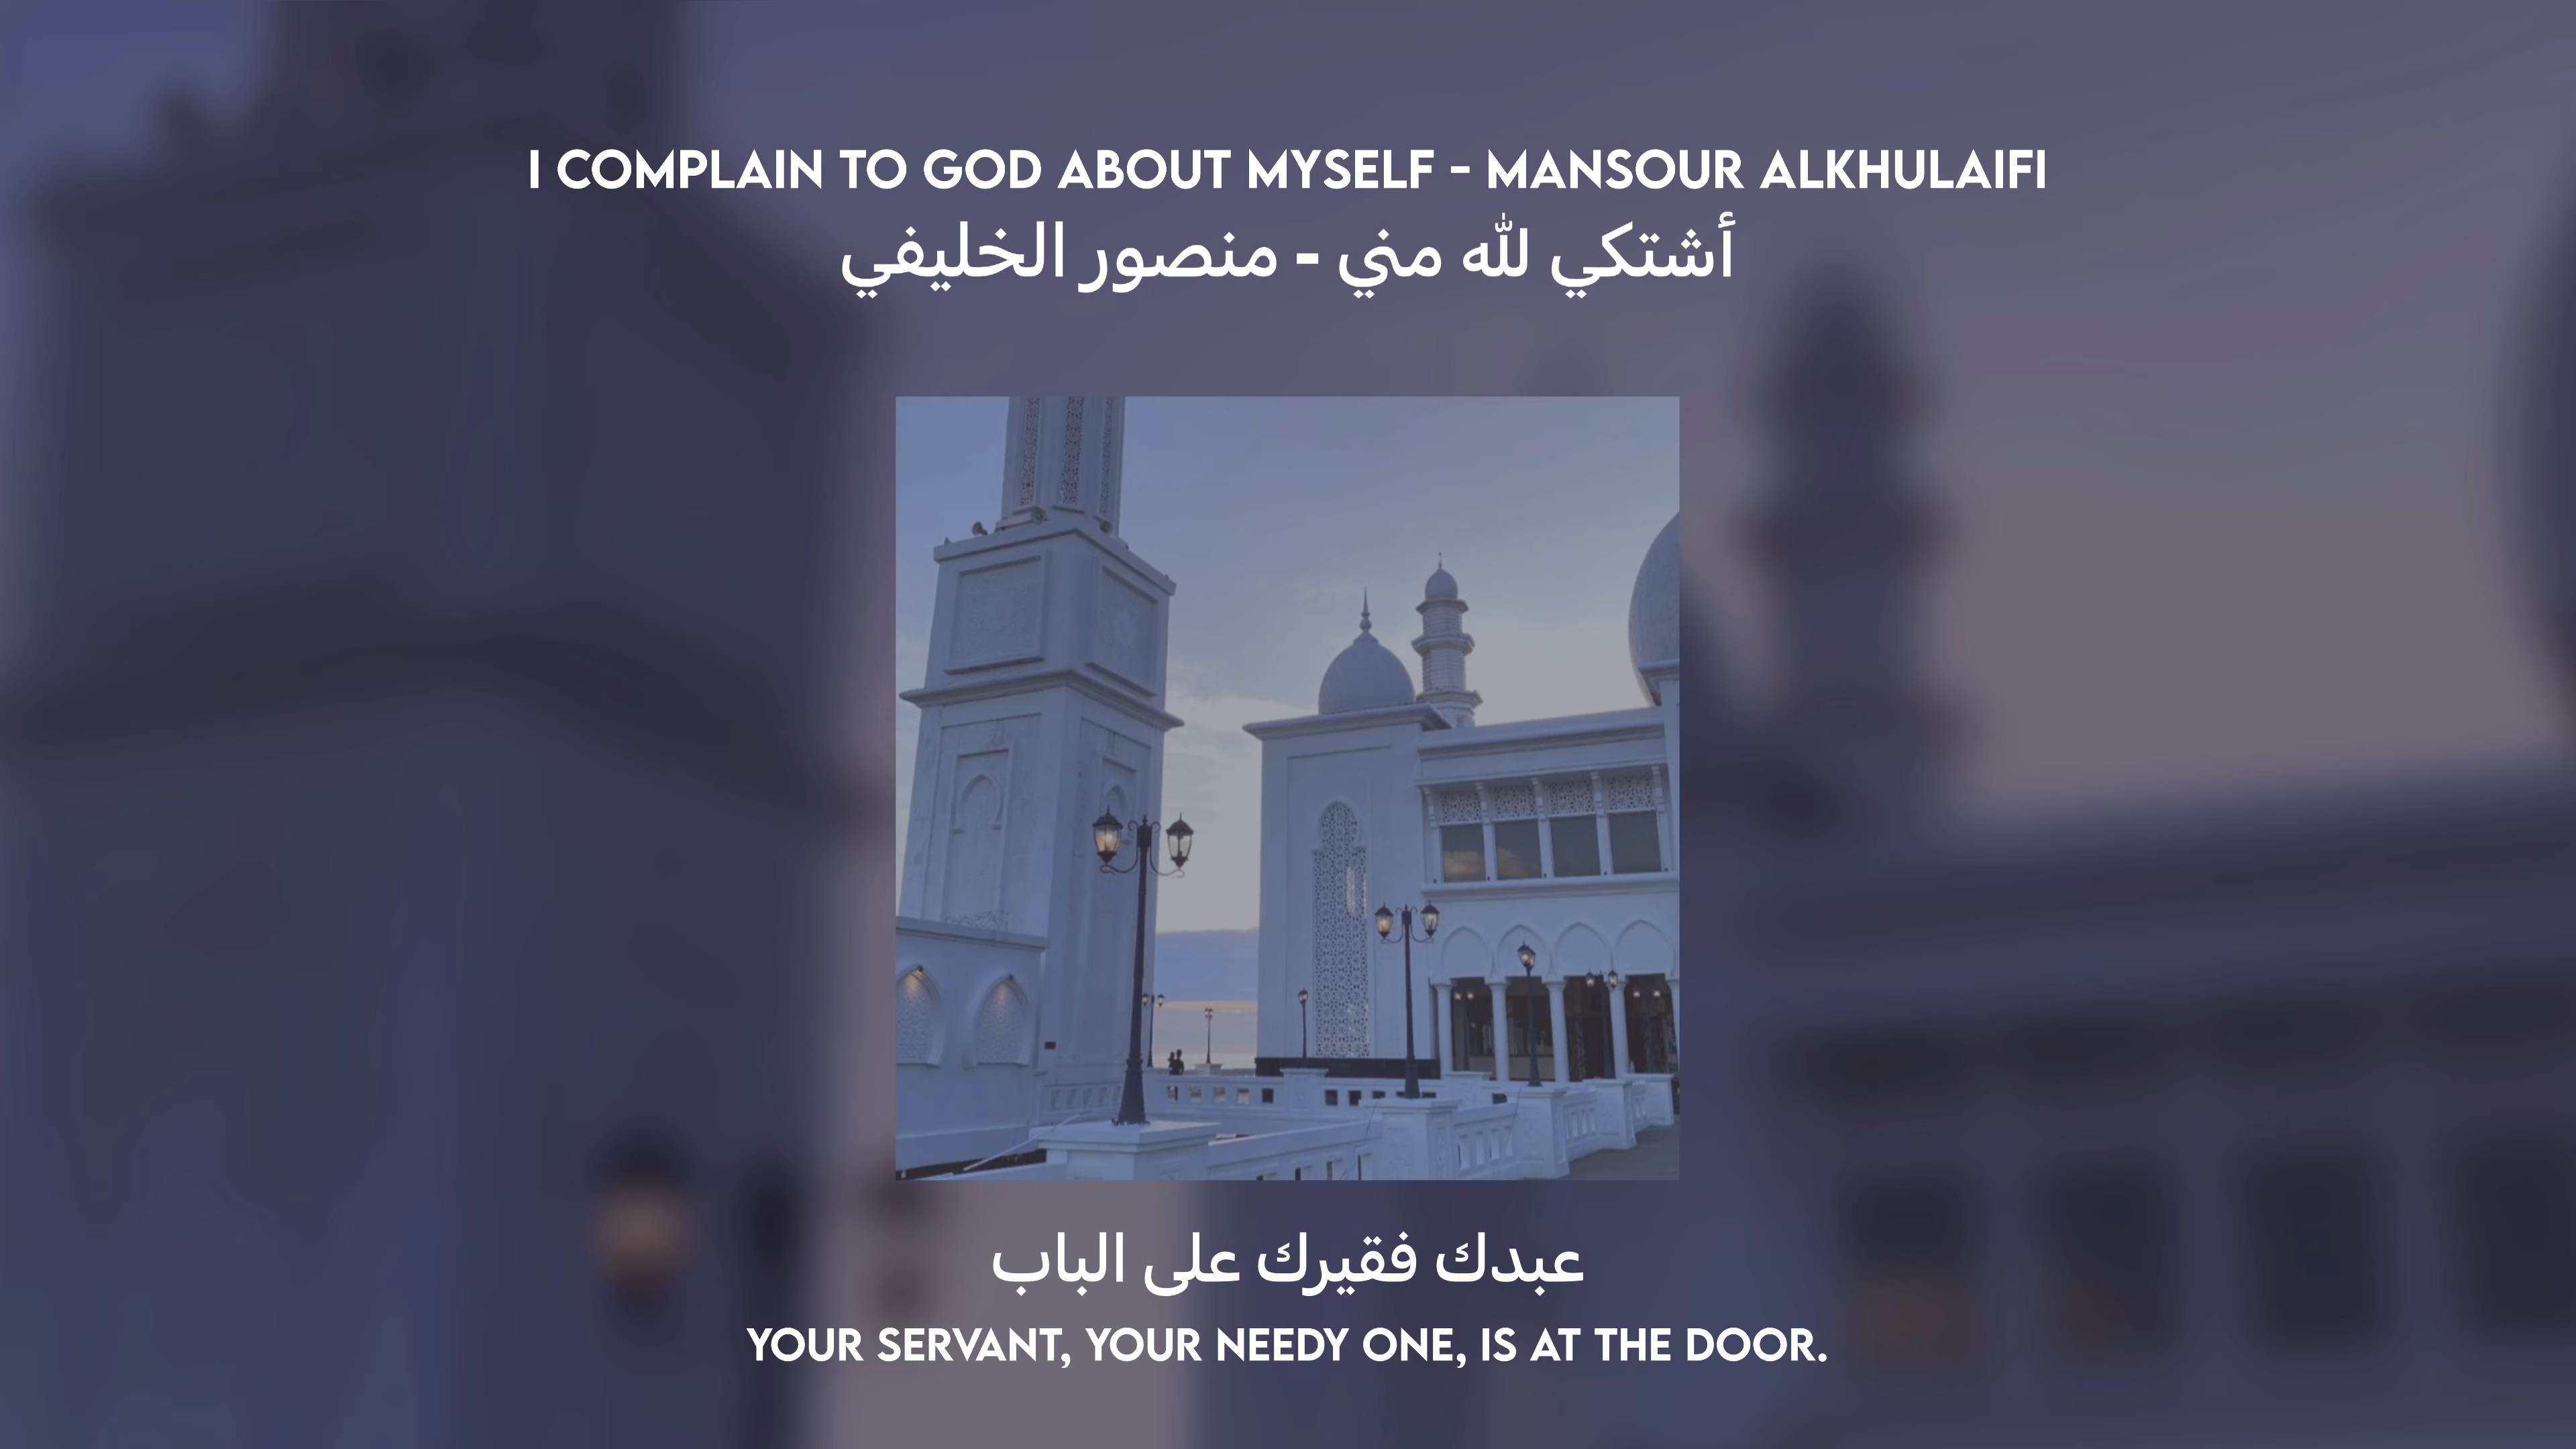 I COMPLAIN TO GOD ABOUT MYSELF - MANSOUR ALKHULAIFI
أشتكي لله مني - منصور الخليفي
عبدك فقيرك على الباب
YOUR SERVANT, YOUR NEEDY ONE, IS AT THE DOOR.